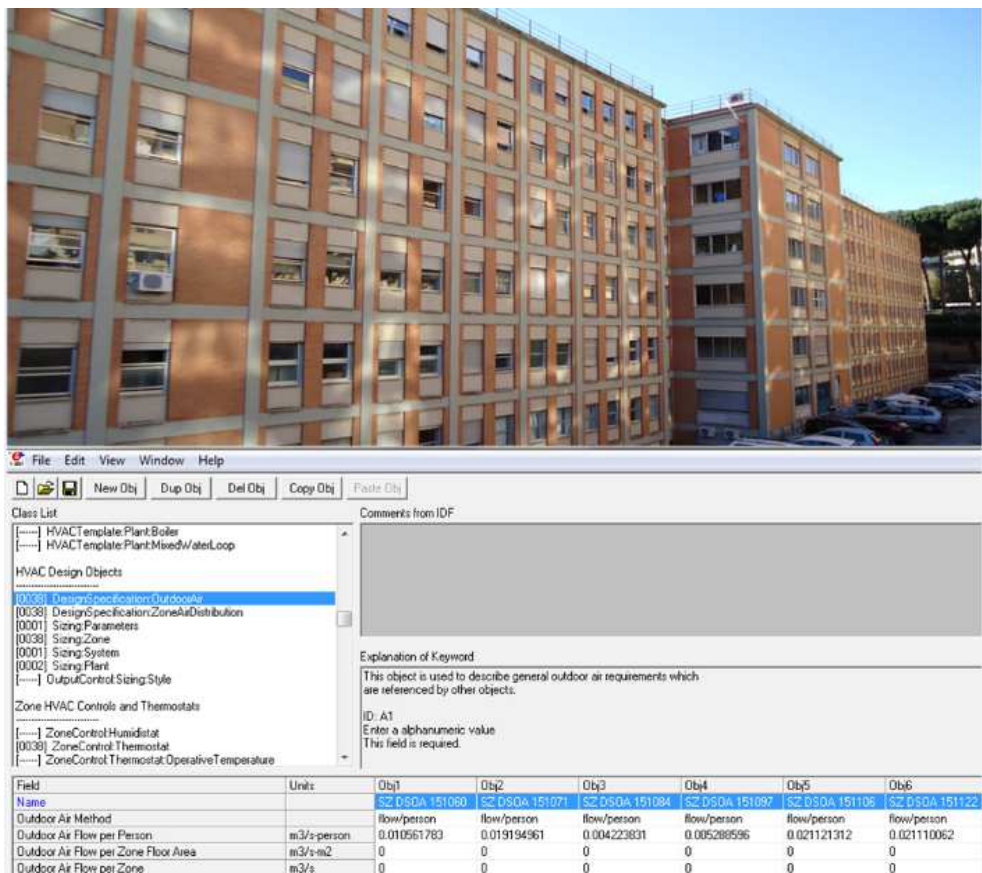 File Edit View Window Help
New Obj Dup Obj Del Obj Copy Obj Paste Obj
Class List
[------] HVACTemplate:Plant:Boiler
[------] HVACTemplate:Plant:MixedWaterLoop
HVAC Design Objects
----------------------------
[0038] DesignSpecification:OutdoorAir
[0038] DesignSpecification:ZoneAirDistribution
[0001] Sizing:Parameters
[0038] Sizing:Zone
[0001] Sizing:System
[0002] Sizing:Plant
[------] OutputControl:Sizing:Style
Zone HVAC Controls and Thermostats
----------------------------
[------] ZoneControl:Humidistat
[0038] ZoneControl:Thermostat
[------] ZoneControl:Thermostat:OperativeTemperature
Comments from IDF
Explanation of Keyword
This object is used to describe general outdoor air requirements which
are referenced by other objects.
ID: A1
Enter a alphanumeric value
This field is required.
Field Units Obj1 Obj2 Obj3 Obj4 Obj5 Obj6
Name SZ DSOA 151060 SZ DSOA 151071 SZ DSOA 151084 SZ DSOA 151097 SZ DSOA 151106 SZ DSOA 151122
Outdoor Air Method flow/person flow/person flow/person flow/person flow/person flow/person
Outdoor Air Flow per Person m3/s-person 0.010561783 0.019194961 0.004223831 0.005288596 0.021121312 0.021110062
Outdoor Air Flow per Zone Floor Area m3/s-m2 0 0 0 0 0 0
Outdoor Air Flow per Zone m3/s 0 0 0 0 0 0